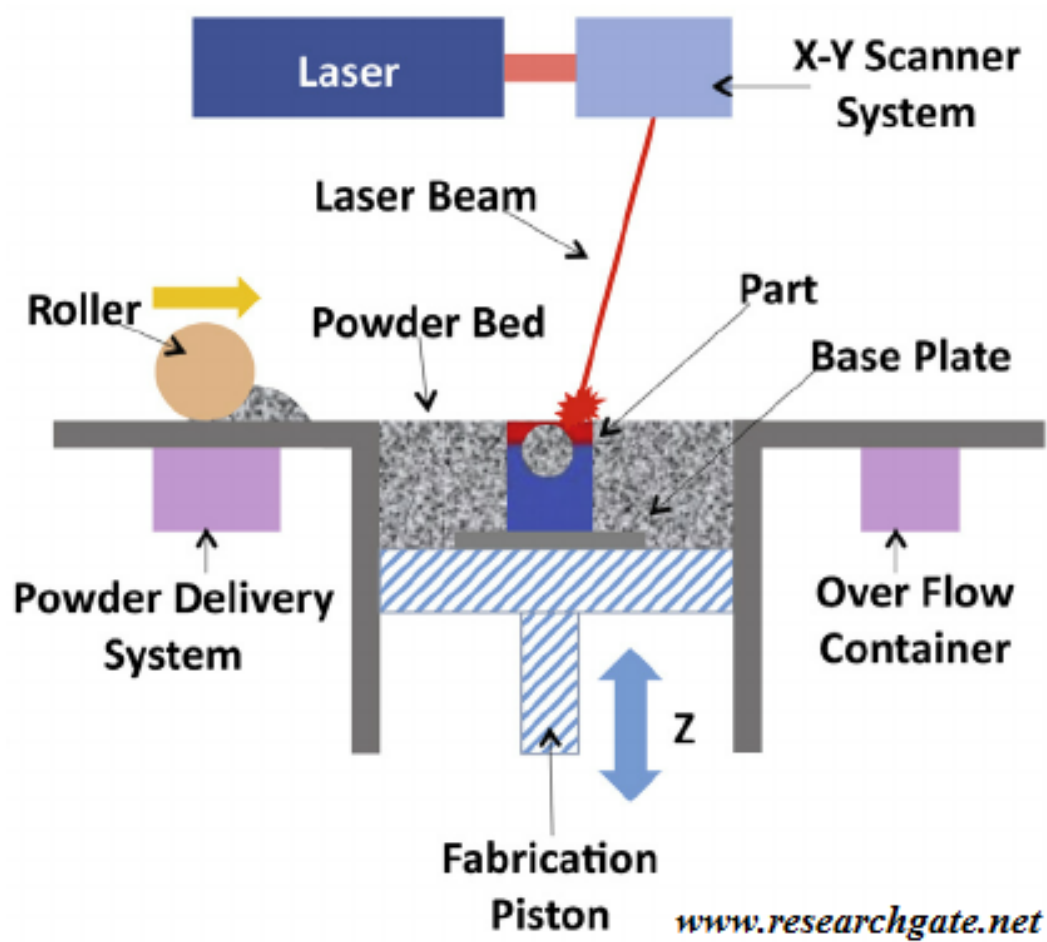 Laser
X-Y Scanner
System
Laser Beam
Roller
Powder Bed
Part
Base Plate
Powder Delivery
System
Z
Over Flow
Container
Fabrication
Piston
www.researchgate.net